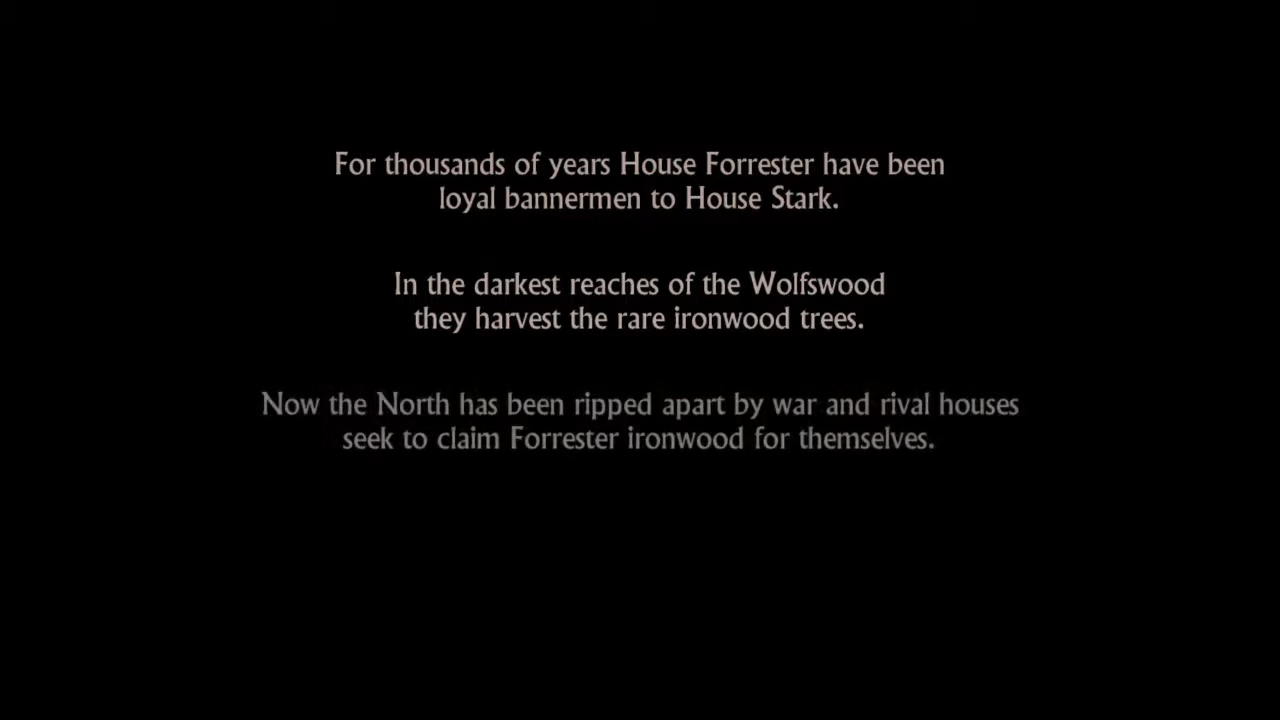 For thousands of years House Forrester have been
loyal bannermen to House Stark.
In the darkest reaches of the Wolfswood
they harvest the rare ironwood trees.
Now the North has been ripped apart by war and rival houses
seek to claim Forrester ironwood for themselves.